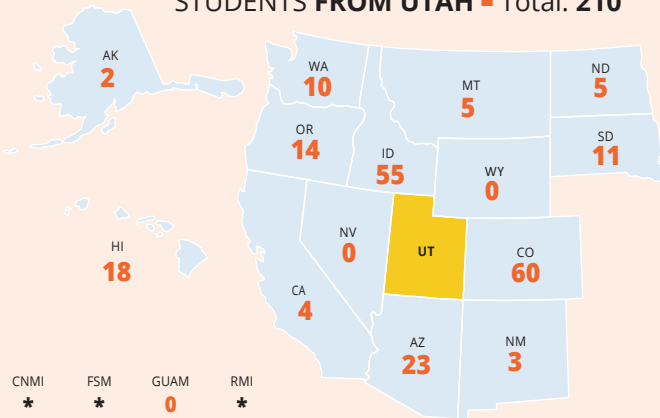 STUDENTS FROM UTAH - Total: 210
AK
2
WA
10
MT
5
ND
5
OR
14
ID
55
SD
11
WY
0
HI
18
NV
0
UT
CO
60
CA
4
AZ
23
NM
3
CNMI FSM GUAM RMI
* * 0 *